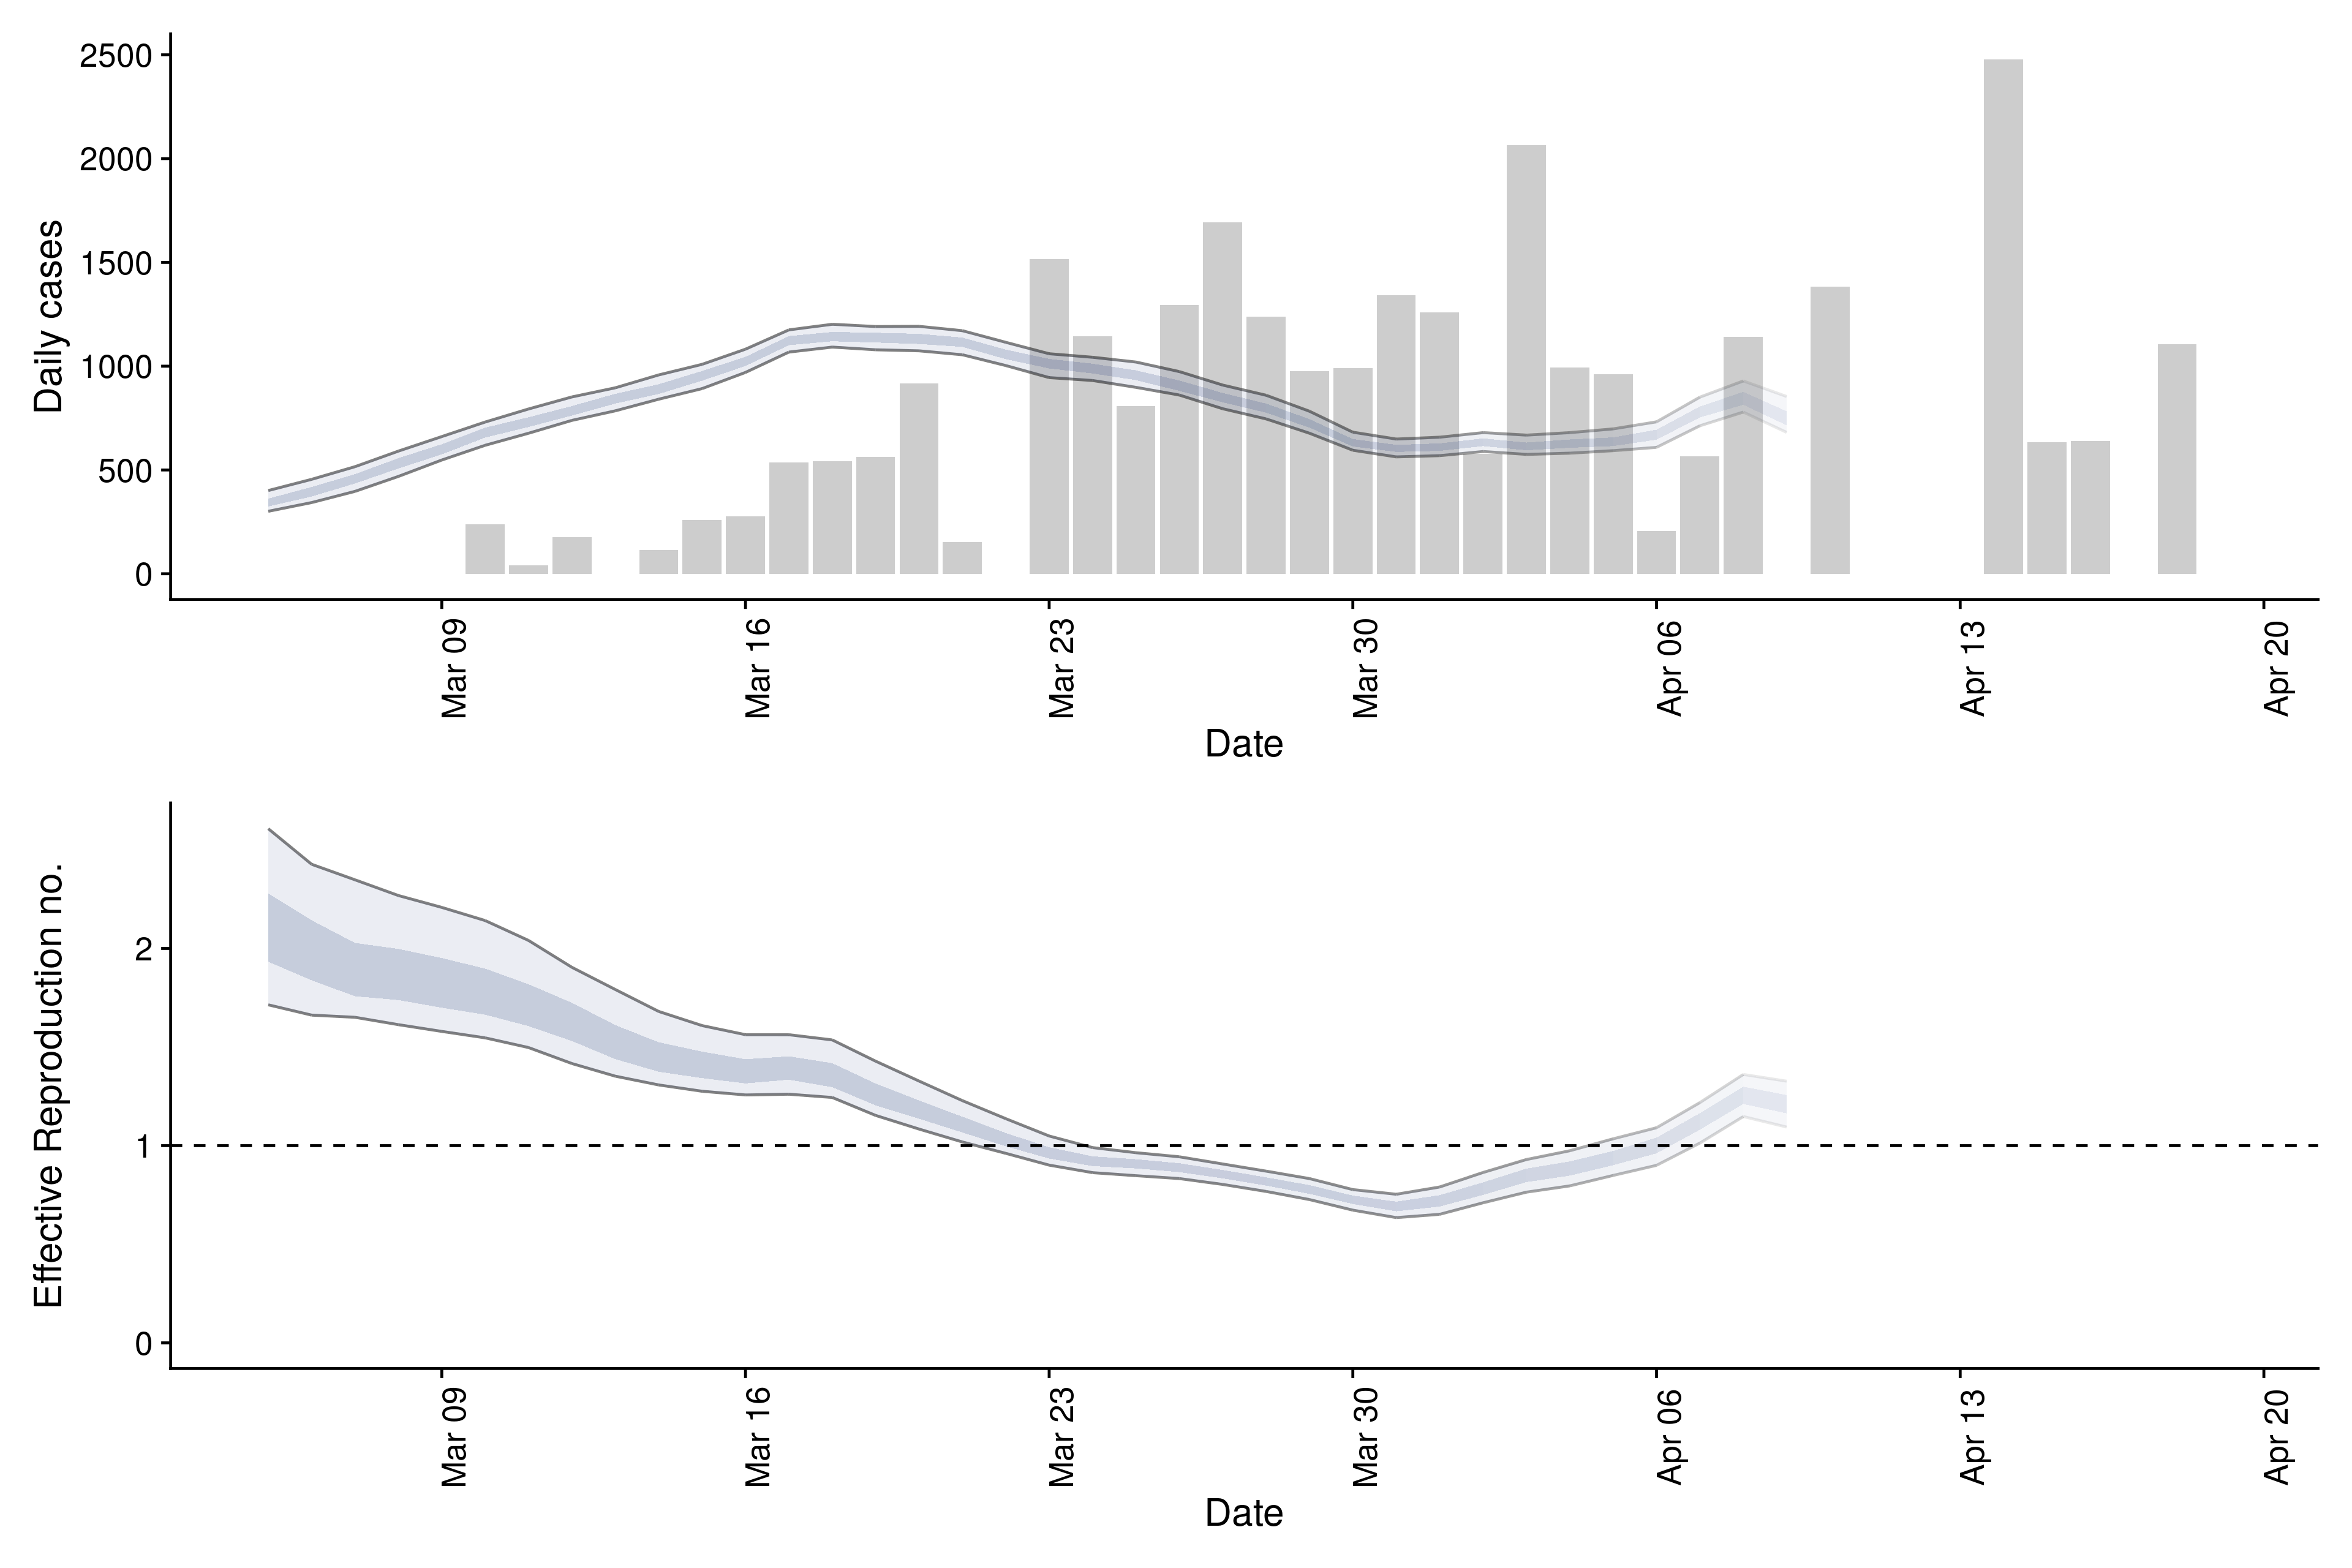 Daily cases
2500
2000
1500
1000
500
0
Mar 09 Mar 16 Mar 23 Mar 30 Apr 06 Apr 13 Apr 20
Date
Effective Reproduction no.
2
1
0
Mar 09 Mar 16 Mar 23 Mar 30 Apr 06 Apr 13 Apr 20
Date